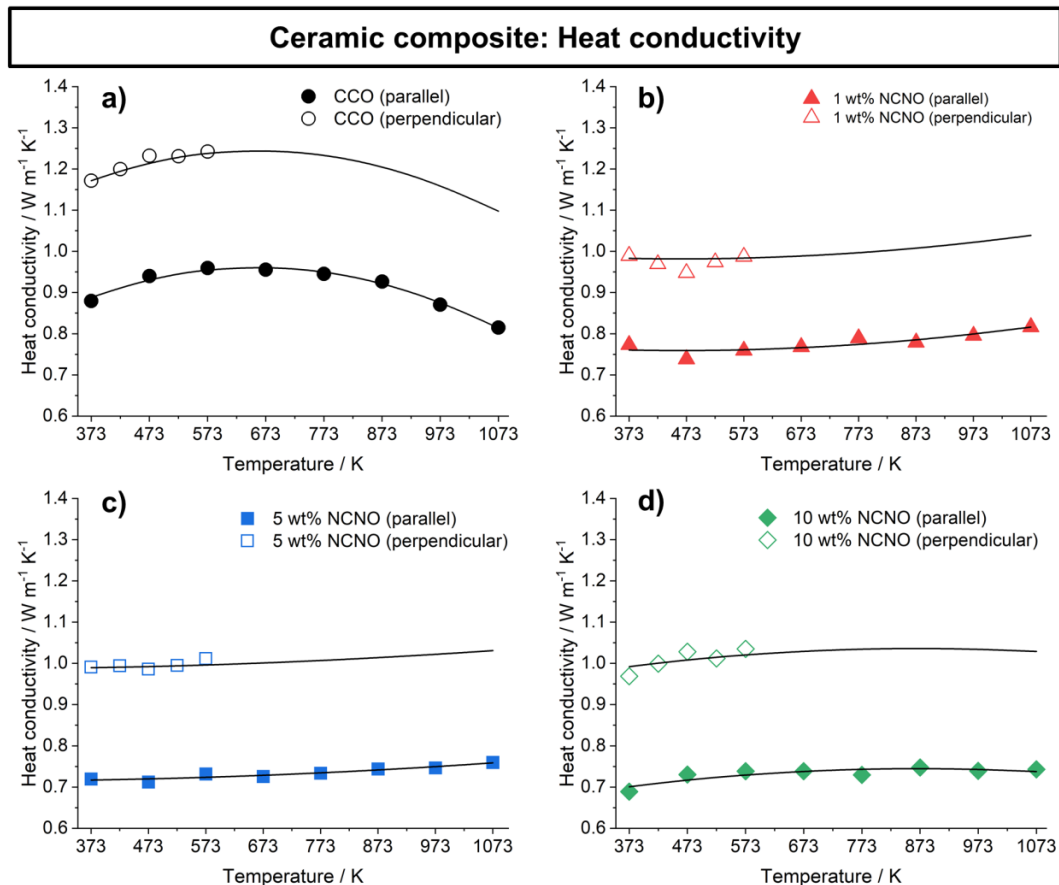 Ceramic composite: Heat conductivity
a)
CCO (parallel)
CCO (perpendicular)
Heat conductivity / W m⁻¹ K⁻¹
1.4
1.3
1.2
1.1
1.0
0.9
0.8
0.7
0.6
373 473 573 673 773 873 973 1073
Temperature / K
b)
1 wt% NCNO (parallel)
1 wt% NCNO (perpendicular)
Heat conductivity / W m⁻¹ K⁻¹
1.4
1.3
1.2
1.1
1.0
0.9
0.8
0.7
0.6
373 473 573 673 773 873 973 1073
Temperature / K
c)
5 wt% NCNO (parallel)
5 wt% NCNO (perpendicular)
Heat conductivity / W m⁻¹ K⁻¹
1.4
1.3
1.2
1.1
1.0
0.9
0.8
0.7
0.6
373 473 573 673 773 873 973 1073
Temperature / K
d)
10 wt% NCNO (parallel)
10 wt% NCNO (perpendicular)
Heat conductivity / W m⁻¹ K⁻¹
1.4
1.3
1.2
1.1
1.0
0.9
0.8
0.7
0.6
373 473 573 673 773 873 973 1073
Temperature / K